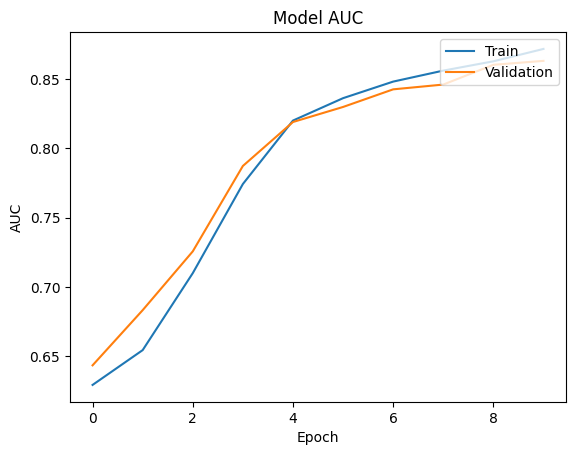 Model AUC
Train
Validation
0.85
0.80
0.75
0.70
0.65
AUC
0 2 4 6 8
Epoch